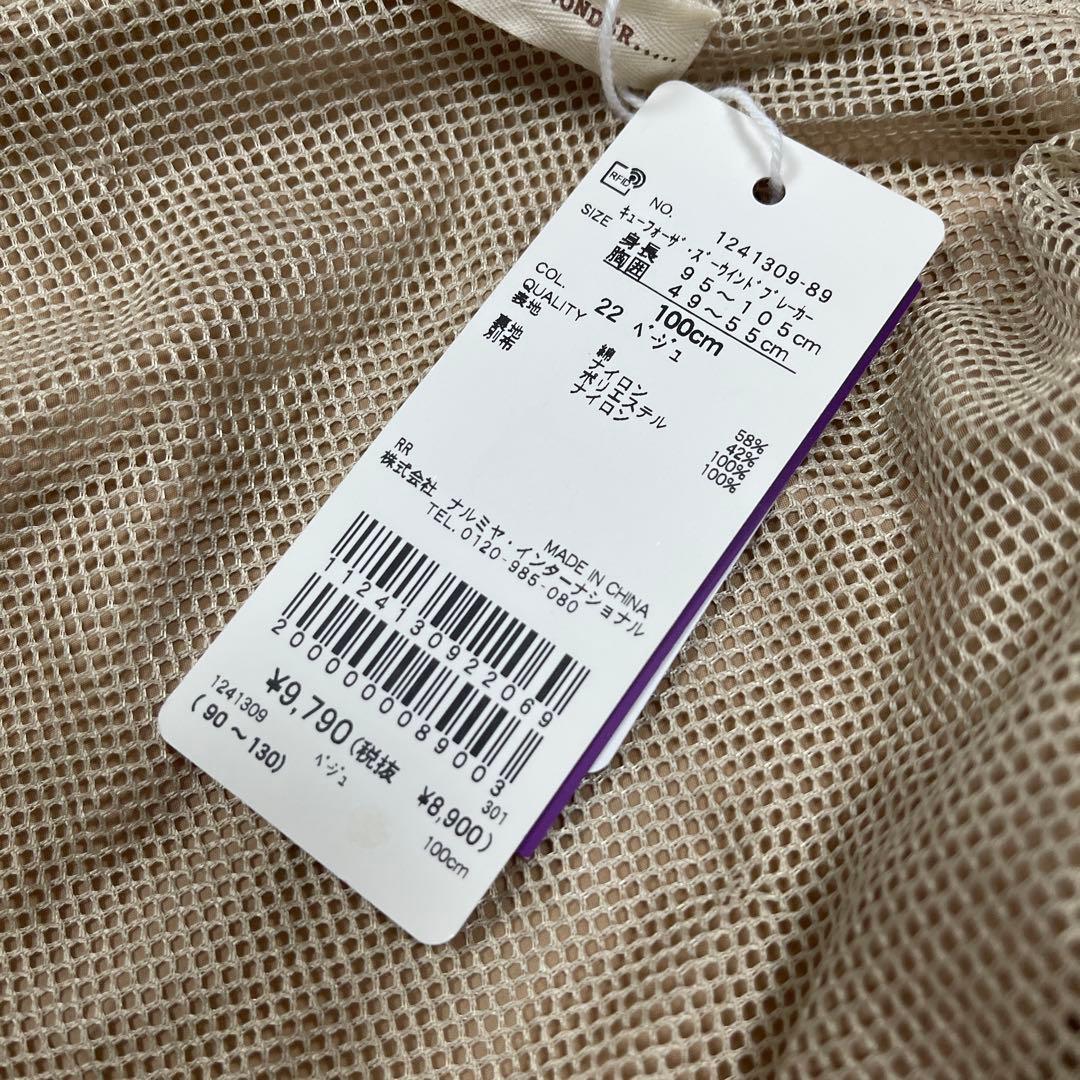 WONDER.....
RFID
NO. 1241309-89
キューフォーザ・ズーウインドブレーカー
SIZE 身長 95～105cm
胸囲 49～55cm
100cm
COL. 22 ベージュ
QUALITY
表地 綿 58%
ナイロン 42%
裏地 ポリエステル 100%
別布 ナイロン 100%
RR
MADE IN CHINA
株式会社 ナルミヤ・インターナショナル
TEL.0120-985-080
1124130922069
2000000089003
301
¥9,790(税抜 ¥8,900)
1241309 ベージュ 100cm
(90～130)